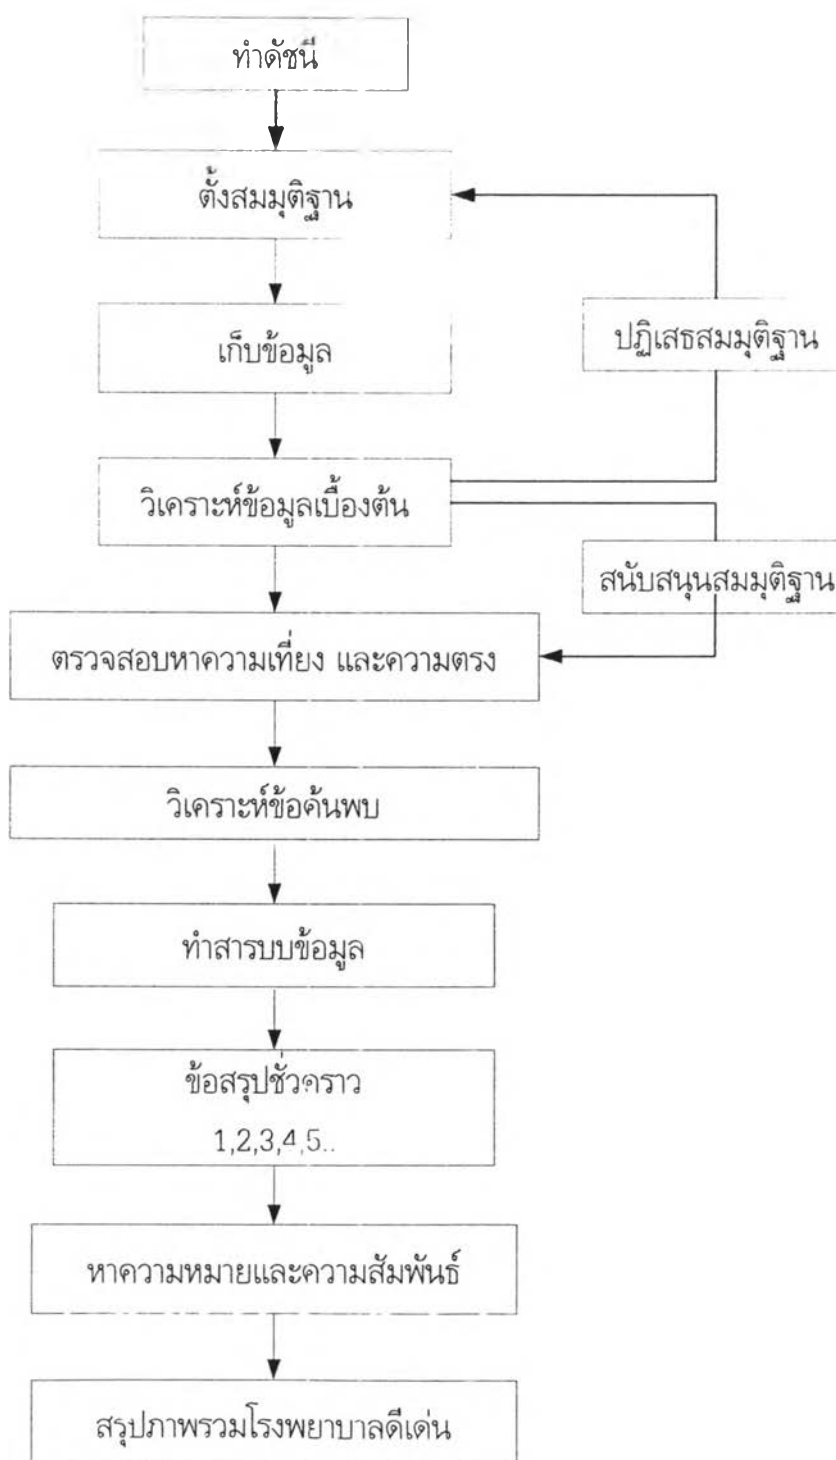 ทำดัชนี
ตั้งสมมุติฐาน
เก็บข้อมูล
ปฏิเสธสมมุติฐาน
วิเคราะห์ข้อมูลเบื้องต้น
สนับสนุนสมมุติฐาน
ตรวจสอบหาความเที่ยง และความตรง
วิเคราะห์ข้อค้นพบ
ทำสารบบข้อมูล
ข้อสรุปชั่วคราว
1,2,3,4,5..
หาความหมายและความสัมพันธ์
สรุปภาพรวมโรงพยาบาลดีเด่น